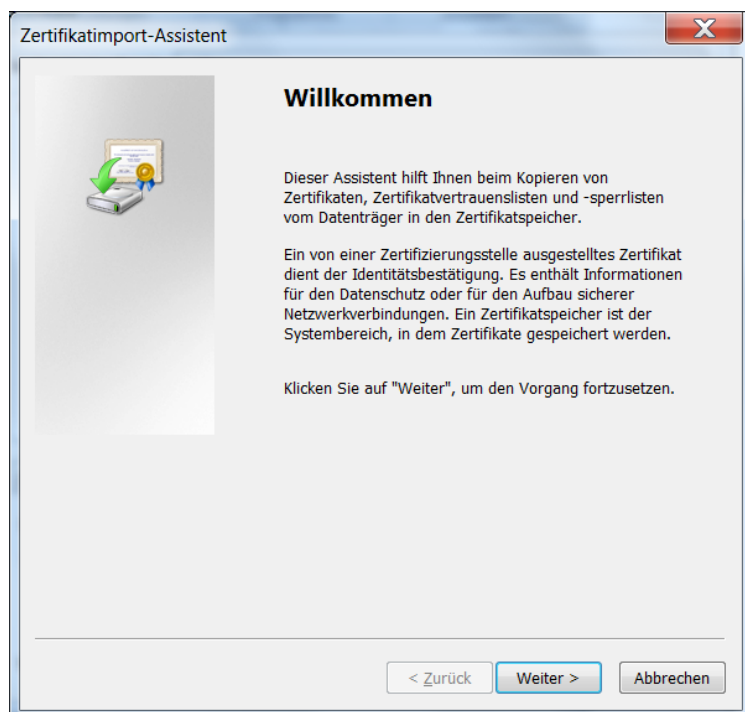 Zertifikatimport-Assistent
Willkommen
Dieser Assistent hilft Ihnen beim Kopieren von
Zertifikaten, Zertifikatvertrauenslisten und -sperrlisten
vom Datenträger in den Zertifikatspeicher.
Ein von einer Zertifizierungsstelle ausgestelltes Zertifikat
dient der Identitätsbestätigung. Es enthält Informationen
für den Datenschutz oder für den Aufbau sicherer
Netzwerkverbindungen. Ein Zertifikatspeicher ist der
Systembereich, in dem Zertifikate gespeichert werden.
Klicken Sie auf "Weiter", um den Vorgang fortzusetzen.
< Zurück Weiter > Abbrechen